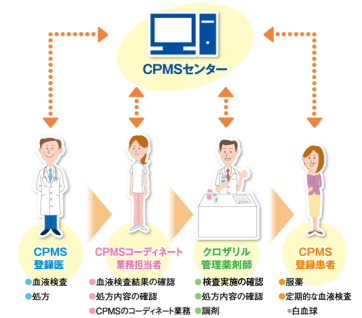 CPMSセンター
CPMS
登録医
●血液検査
●処方
CPMSコーディネート
業務担当者
●血液検査結果の確認
●処方内容の確認
●CPMSのコーディネート業務
クロザリル
管理薬剤師
●検査実施の確認
●処方内容の確認
●調剤
CPMS
登録患者
●服薬
●定期的な血液検査
●白血球